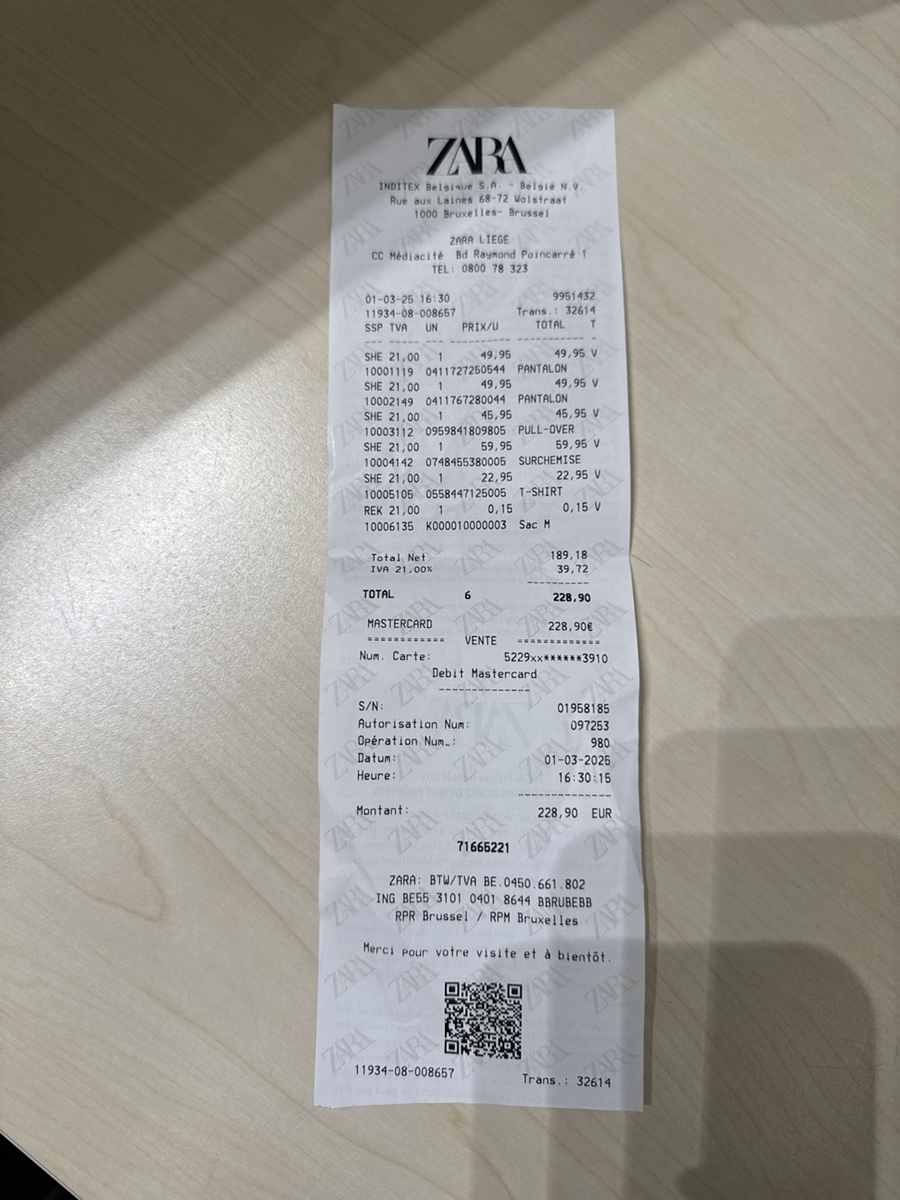 ZARA
INDITEX Belgique S.A. - België N.V.
Rue aux Laines 68-72 Wolstraat
1000 Bruxelles- Brussel
ZARA LIEGE
CC Médiacité Bd Raymond Poincarré 1
TEL: 0800 78 323
01-03-25 16:30 9951432
11934-08-008657 Trans.: 32614
SSP TVA UN PRIX/U TOTAL T
--- ----- --- ---------- ------------ -
SHE 21,00 1 49,95 49,95 V
10001119 0411727250544 PANTALON
SHE 21,00 1 49,95 49,95 V
10002149 0411767280044 PANTALON
SHE 21,00 1 45,95 45,95 V
10003112 0959841809805 PULL-OVER
SHE 21,00 1 59,95 59,95 V
10004142 0748455380005 SURCHEMISE
SHE 21,00 1 22,95 22,95 V
10005105 0558447125005 T-SHIRT
REK 21,00 1 0,15 0,15 V
10006135 K000010000003 Sac M
Total Net 189,18
IVA 21,00% 39,72
----------
TOTAL 6 228,90
MASTERCARD 228,90€
============ VENTE =============
Num. Carte: 5229xx******3910
Debit Mastercard
--------------
S/N: 01958185
Autorisation Num: 097253
Opération Num.: 980
Datum: 01-03-2025
Heure: 16:30:15
--------------
Montant: 228,90 EUR
71665221
ZARA: BTW/TVA BE.0450.661.802
ING BE55 3101 0401 8644 BBRUBEBB
RPR Brussel / RPM Bruxelles
Merci pour votre visite et à bientôt.
11934-08-008657 Trans.: 32614